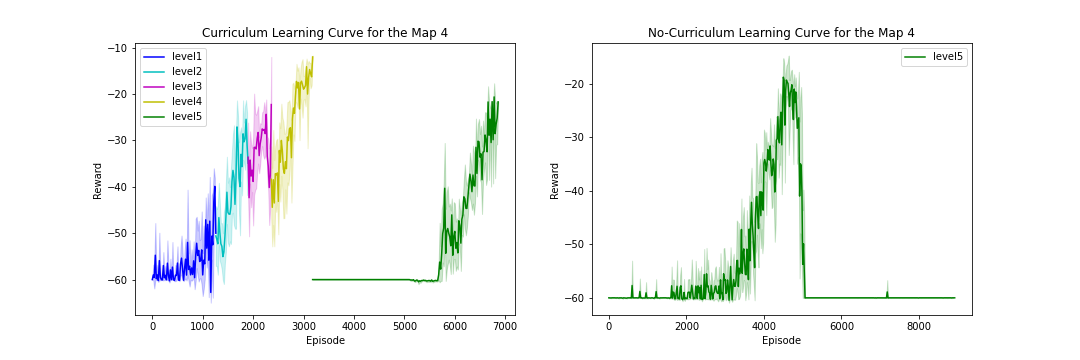 Curriculum Learning Curve for the Map 4
−10
−20
−30
−40
−50
−60
Reward
level1
level2
level3
level4
level5
0 1000 2000 3000 4000 5000 6000 7000
Episode
No-Curriculum Learning Curve for the Map 4
−20
−30
−40
−50
−60
Reward
level5
0 2000 4000 6000 8000
Episode